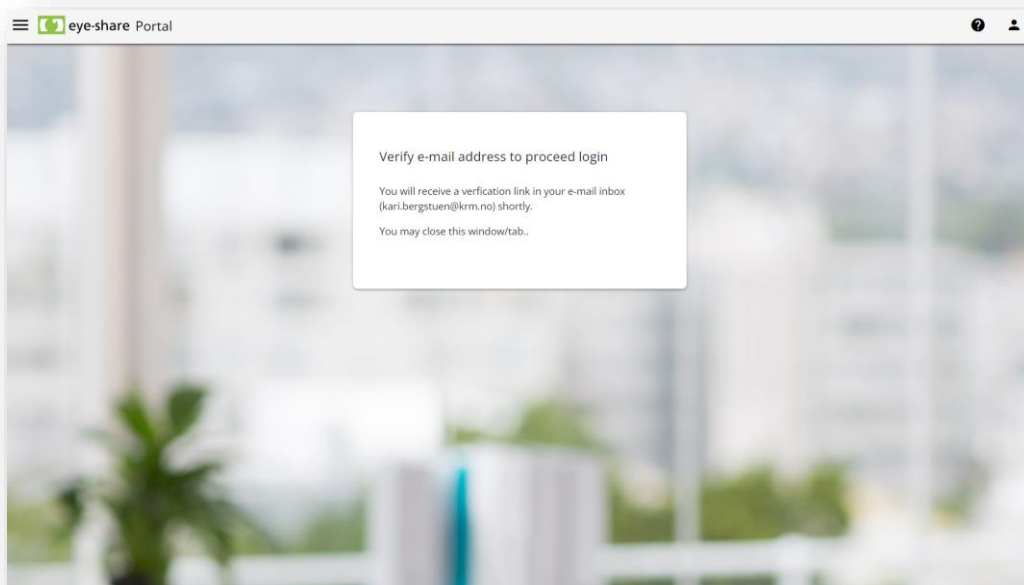 eye-share Portal
Verify e-mail address to proceed login
You will receive a verfication link in your e-mail inbox
(kari.bergstuen@krm.no) shortly.
You may close this window/tab..